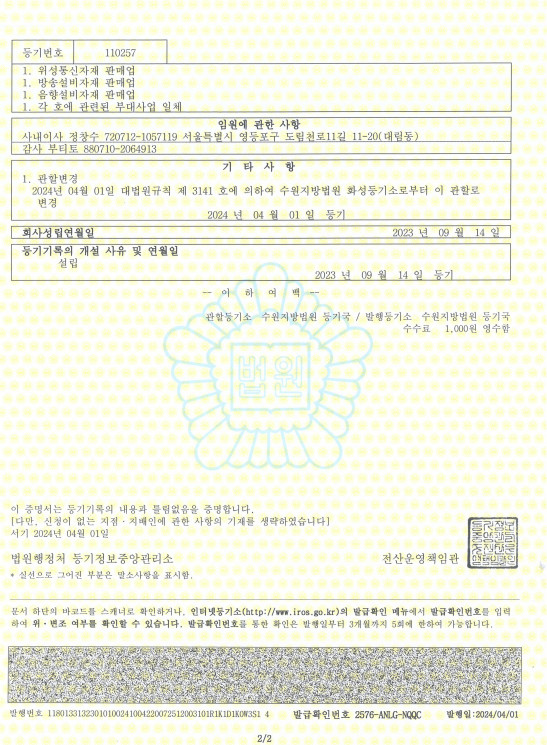 등기번호 110257
1. 위성통신자재 판매업
1. 방송설비자재 판매업
1. 음향설비자재 판매업
1. 각 호에 관련된 부대사업 일체
임원에 관한 사항
사내이사 정창수 720712-1057119 서울특별시 영등포구 도림천로11길 11-20(대림동)
감사 부티토 880710-2064913
기 타 사 항
1. 관할변경
2024년 04월 01일 대법원규칙 제 3141 호에 의하여 수원지방법원 화성등기소로부터 이 관할로
변경
2024 년 04 월 01 일 등기
회사성립연월일 2023 년 09 월 14 일
등기기록의 개설 사유 및 연월일
설립
2023 년 09 월 14 일 등기
-- 이 하 여 백 --
관할등기소 수원지방법원 등기국 / 발행등기소 수원지방법원 등기국
수수료 1,000원 영수함
법원
이 증명서는 등기기록의 내용과 틀림없음을 증명합니다.
[다만, 신청이 없는 지점·지배인에 관한 사항의 기재를 생략하였습니다]
서기 2024년 04월 01일
법원행정처 등기정보중앙관리소 전산운영책임관
* 실선으로 그어진 부분은 말소사항을 표시함.
문서 하단의 바코드를 스캐너로 확인하거나, 인터넷등기소(http://www.iros.go.kr)의 발급확인 메뉴에서 발급확인번호를 입력
하여 위·변조 여부를 확인할 수 있습니다. 발급확인번호를 통한 확인은 발행일부터 3개월까지 5회에 한하여 가능합니다.
발행번호 11801331323010100241004220072512003101R1K1D1K0W3S1 4 발급확인번호 2576-ANLG-NQQC 발행일:2024/04/01
2/2